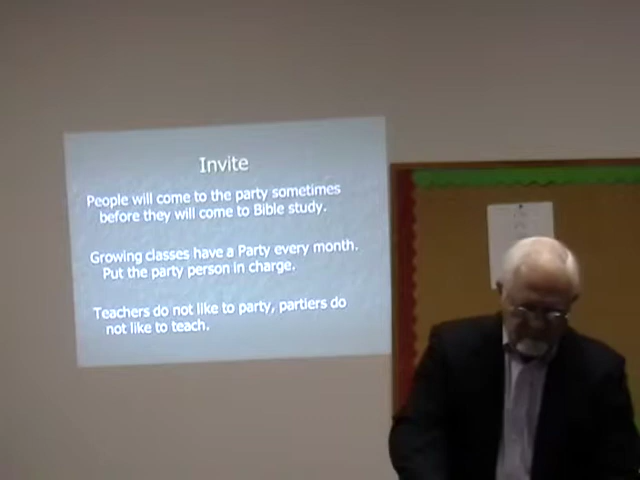 Invite
People will come to the party sometimes
before they will come to Bible study.
Growing classes have a Party every month.
Put the party person in charge.
Teachers do not like to party, partiers do
not like to teach.